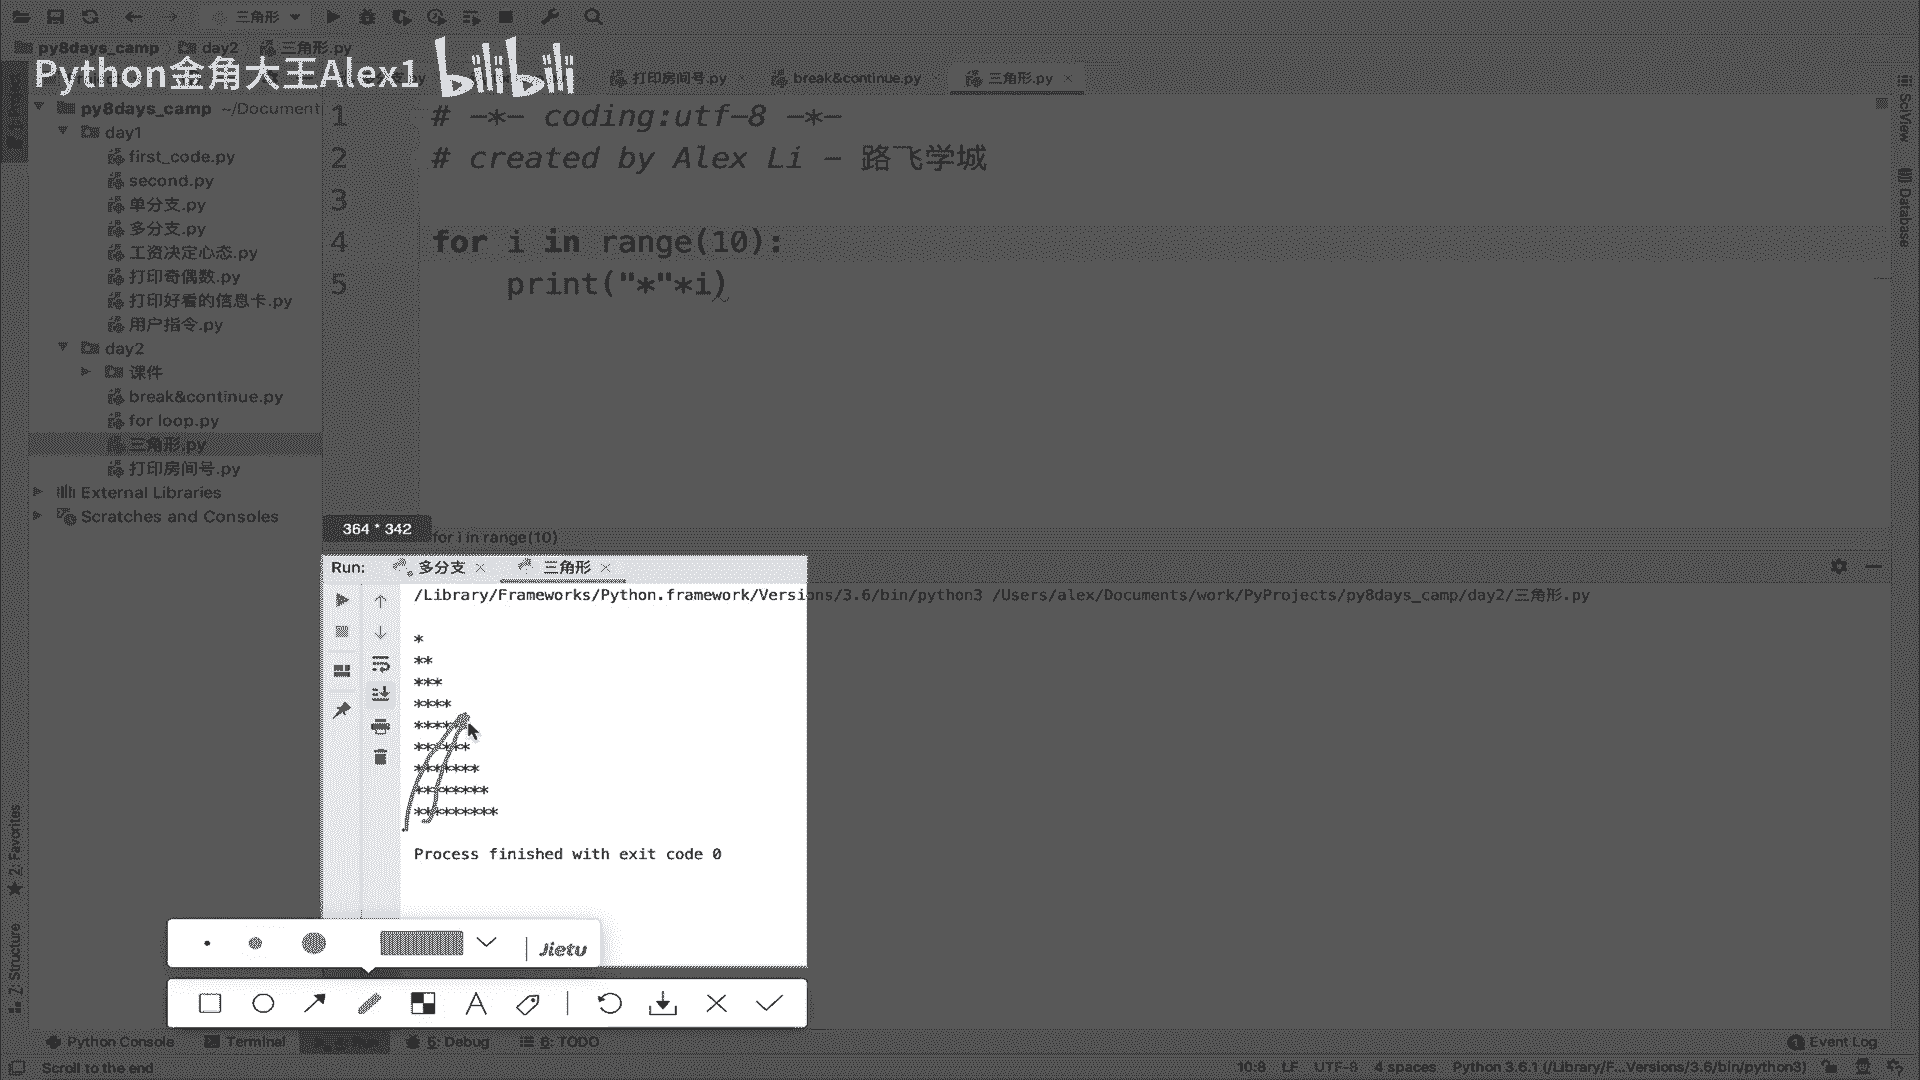 三角形
py8days_camp
day2
三角形.py
Python金角大王Alex1 bilibili
打印房间号.py
break&continue.py
三角形.py
py8days_camp ~/Document
day1
first_code.py
second.py
单分支.py
多分支.py
工资决定心态.py
打印奇偶数.py
打印好看的信息卡.py
用户指令.py
day2
课件
break&continue.py
for loop.py
三角形.py
打印房间号.py
External Libraries
Scratches and Consoles
1 # -*- coding:utf-8 -*-
2 # created by Alex Li - 路飞学城
3
4 for i in range(10):
5 print("*"*i)
SciView
Database
364 * 342
for i in range(10)
Run: 多分支 三角形
/Library/Frameworks/Python.framework/Versions/3.6/bin/python3 /Users/alex/Documents/work/PyProjects/py8days_camp/day2/三角形.py
*
**
***
****
*****
******
*******
********
*********
Process finished with exit code 0
2: Favorites
7: Structure
Jietu
A
Python Console
Terminal
5: Debug
6: TODO
1 Event Log
Scroll to the end
10:8 LF UTF-8 4 spaces Python 3.6.1 (/Library/F...Versions/3.6/bin/python3)